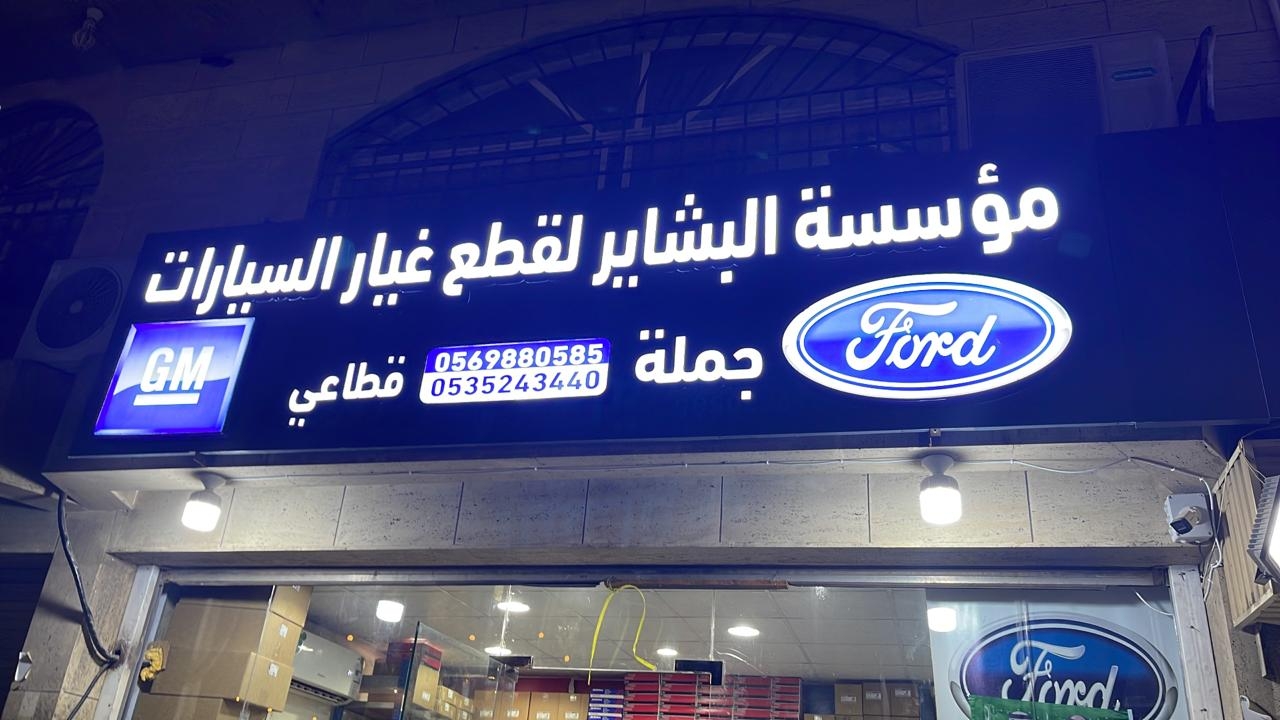 مؤسسة البشاير لقطع غيار السيارات
Ford
جملة
0569880585
0535243440
قطاعي
GM
Ford